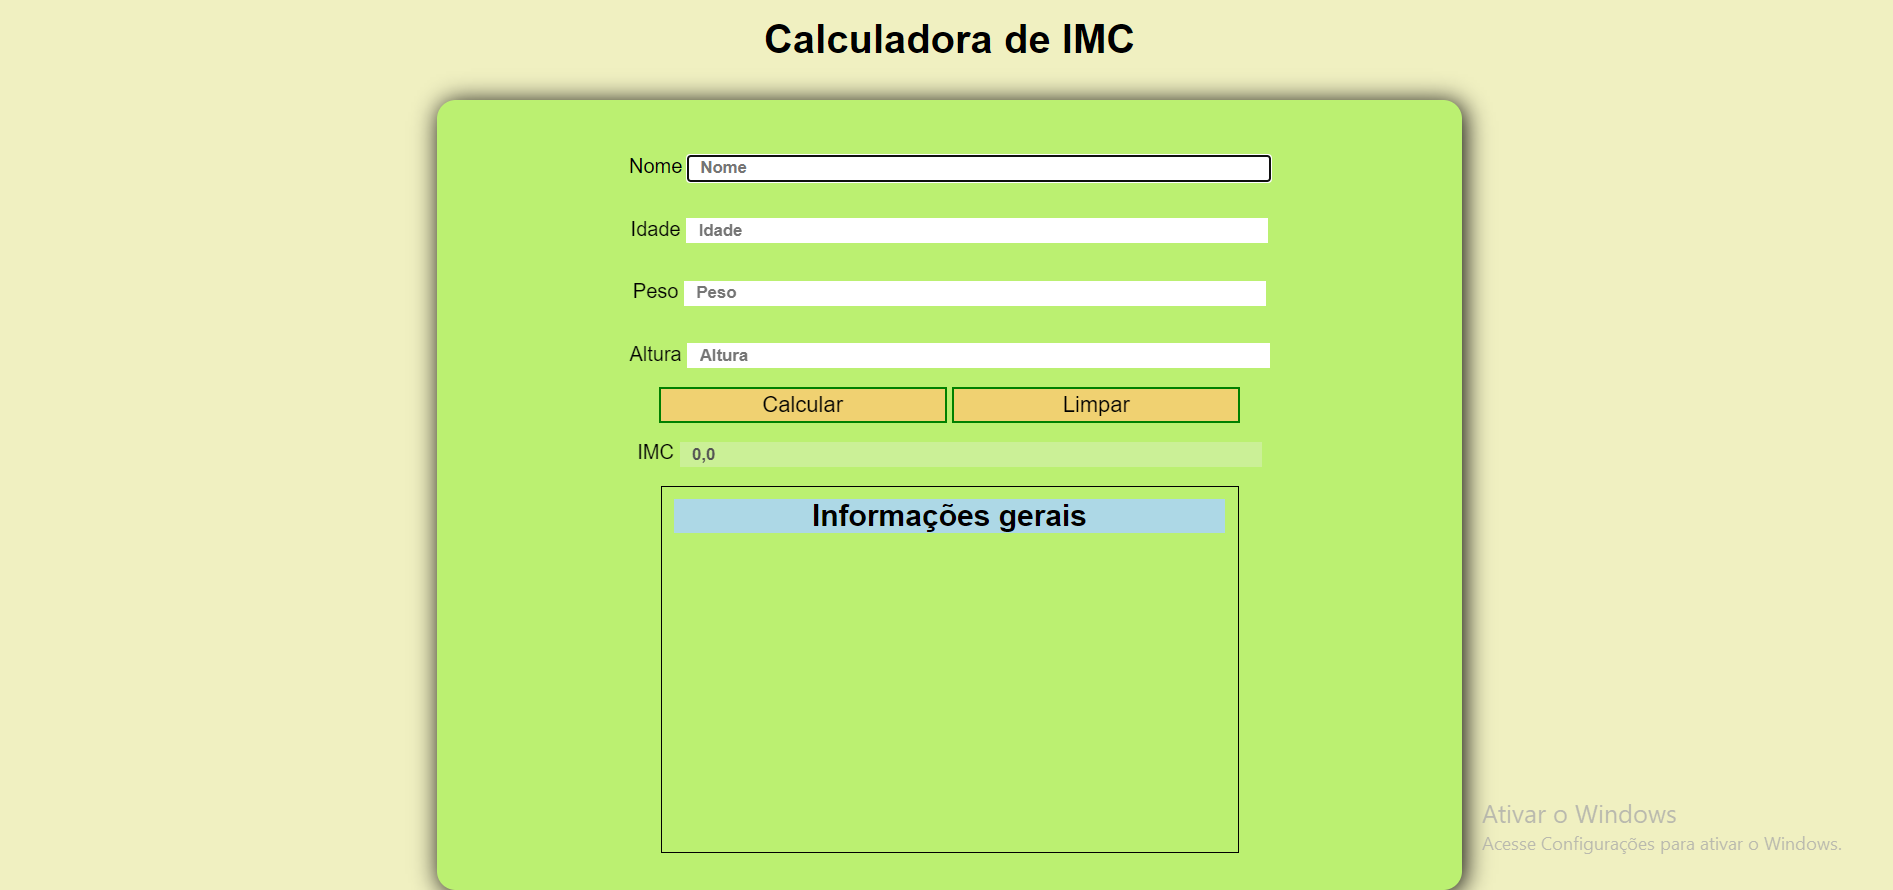 Calculadora de IMC
Nome Nome
Idade Idade
Peso Peso
Altura Altura
Calcular Limpar
IMC 0,0
Informações gerais
Ativar o Windows
Acesse Configurações para ativar o Windows.